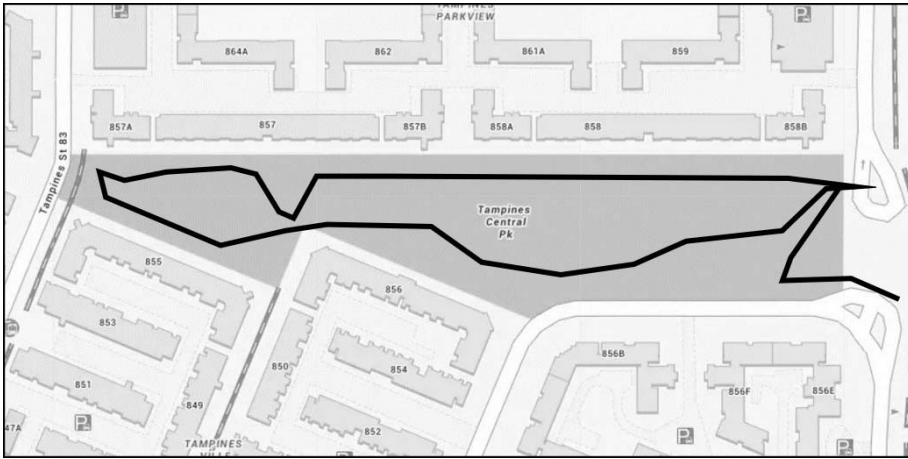 TAMPINES
PARKVIEW
P
P
864A
862
861A
859
857A
857
857B
858A
858
858B
Tampines St 83
Tampines
Central
Pk
855
856
853
850
854
851
849
852
856B
856F
856E
47A
P
P
P
TAMPINES